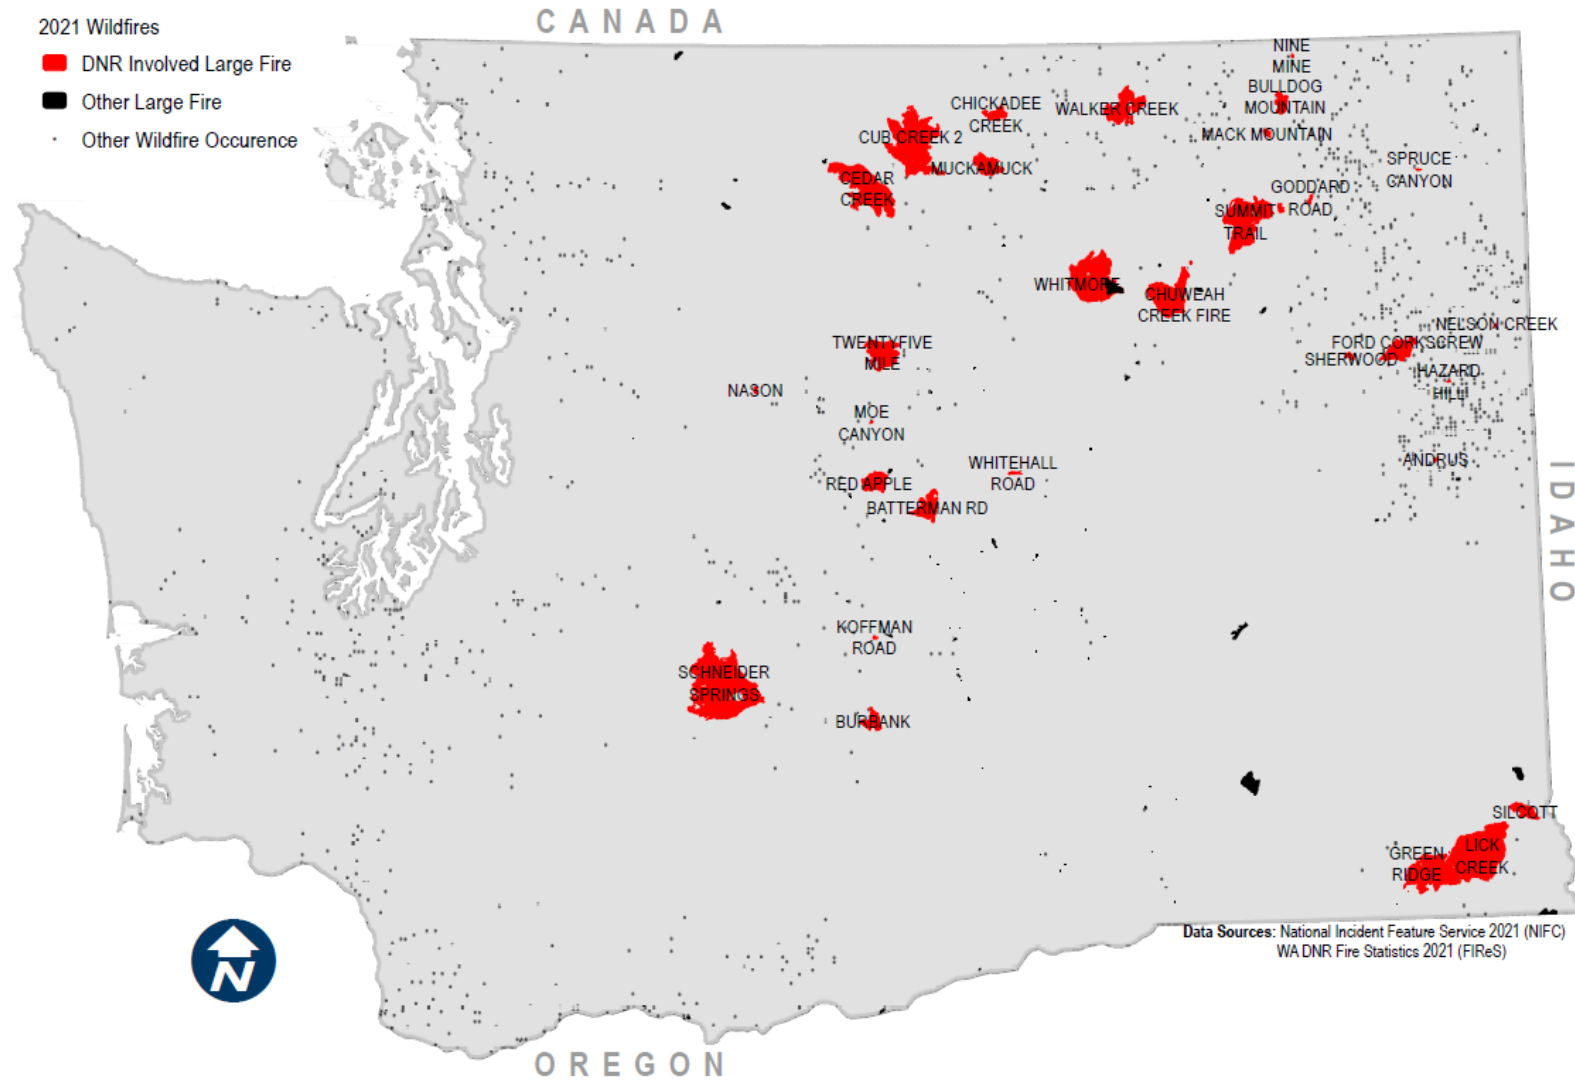 CANADA
2021 Wildfires
DNR Involved Large Fire
Other Large Fire
Other Wildfire Occurence
NINE
MINE
BULLDOG
MOUNTAIN
CHICKADEE
CREEK
WALKER CREEK
MACK MOUNTAIN
CUB CREEK 2
MUCKAMUCK
SPRUCE
CANYON
CEDAR
CREEK
GODDARD
ROAD
SUMMIT
TRAIL
WHITMORE
CHUWEAH
CREEK FIRE
NELSON CREEK
FORD CORKSCREW
SHERWOOD
HAZARD
HILL
TWENTYFIVE
MILE
NASON
MOE
CANYON
ANDRUS
WHITEHALL
ROAD
RED APPLE
BATTERMAN RD
IDAHO
KOFFMAN
ROAD
SCHNEIDER
SPRINGS
BURBANK
SILCOTT
LICK
CREEK
GREEN
RIDGE
N
Data Sources: National Incident Feature Service 2021 (NIFC)
WA DNR Fire Statistics 2021 (FIReS)
OREGON